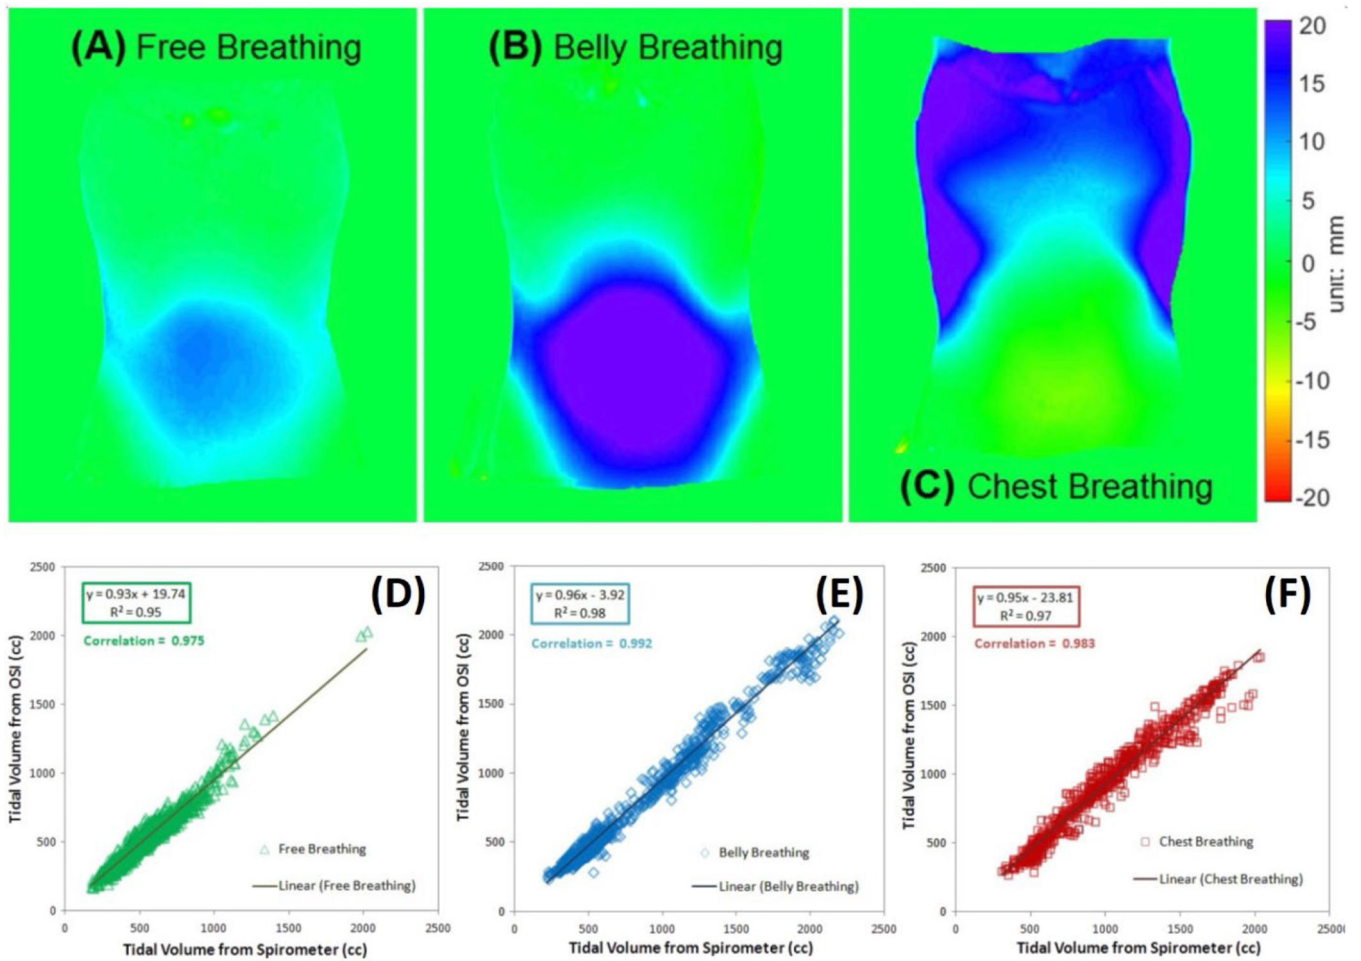 (A) Free Breathing
(B) Belly Breathing
(C) Chest Breathing
20
15
10
5
0
-5
-10
-15
-20
unit: mm
(D)
y = 0.93x + 19.74
R² = 0.95
Correlation = 0.975
Tidal Volume from OSI (cc)
2500
2000
1500
1000
500
0
Free Breathing
Linear (Free Breathing)
0 500 1000 1500 2000 2500
Tidal Volume from Spirometer (cc)
(E)
y = 0.96x - 3.92
R² = 0.98
Correlation = 0.992
Tidal Volume from OSI (cc)
2500
2000
1500
1000
500
0
Belly Breathing
Linear (Belly Breathing)
0 500 1000 1500 2000 2500
Tidal Volume from Spirometer (cc)
(F)
y = 0.95x - 23.81
R² = 0.97
Correlation = 0.983
Tidal Volume from OSI (cc)
2500
2000
1500
1000
500
0
Chest Breathing
Linear (Chest Breathing)
0 500 1000 1500 2000 2500
Tidal Volume from Spirometer (cc)